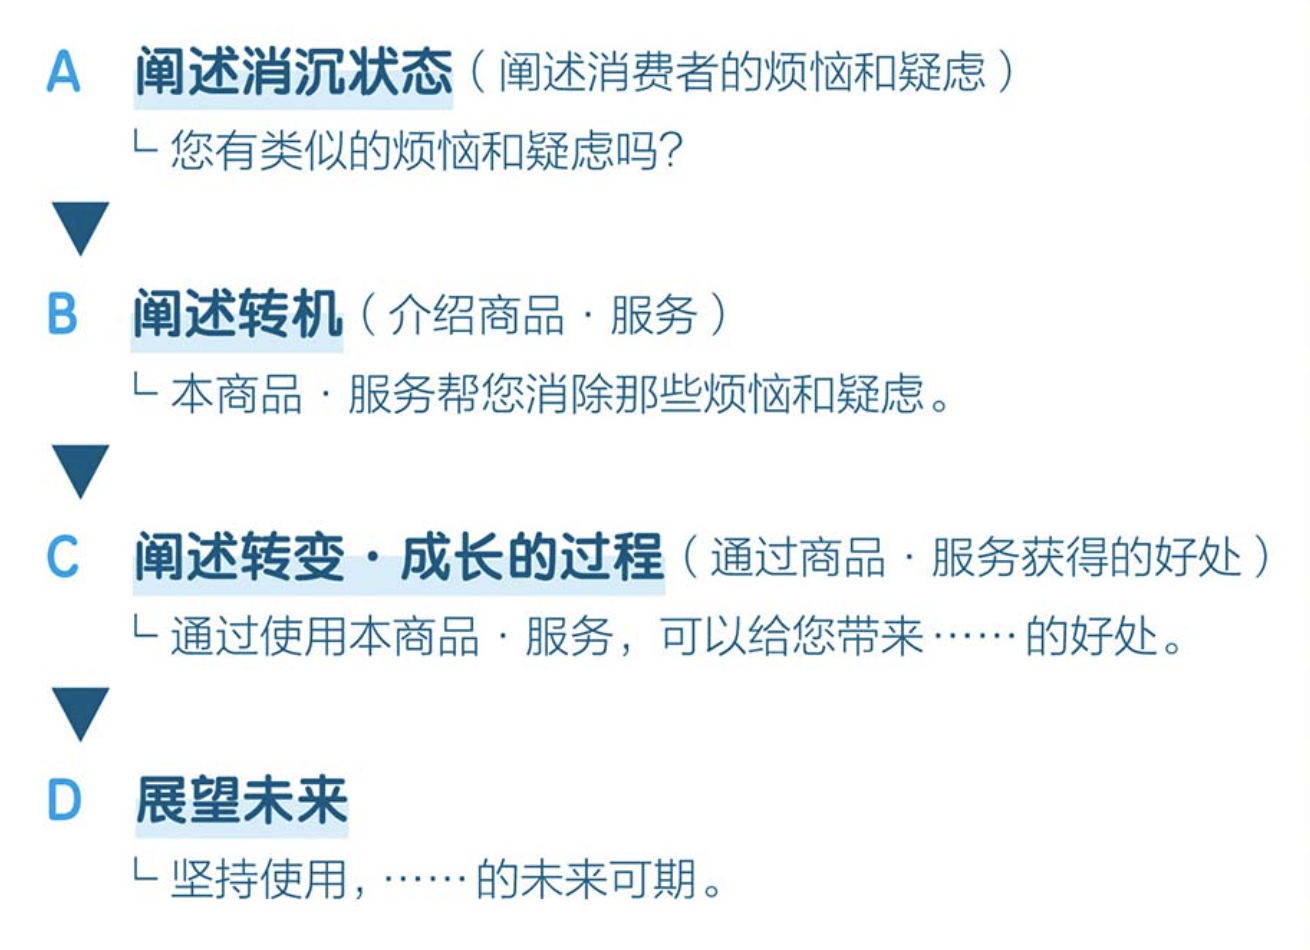 A 阐述消沉状态（阐述消费者的烦恼和疑虑）
└ 您有类似的烦恼和疑虑吗？
B 阐述转机（介绍商品·服务）
└ 本商品·服务帮您消除那些烦恼和疑虑。
C 阐述转变·成长的过程（通过商品·服务获得的好处）
└ 通过使用本商品·服务，可以给您带来……的好处。
D 展望未来
└ 坚持使用，……的未来可期。